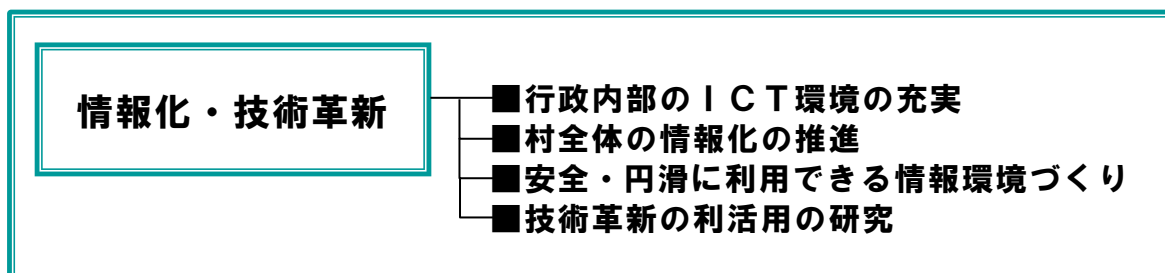 情報化・技術革新
■行政内部のＩＣＴ環境の充実
■村全体の情報化の推進
■安全・円滑に利用できる情報環境づくり
■技術革新の利活用の研究